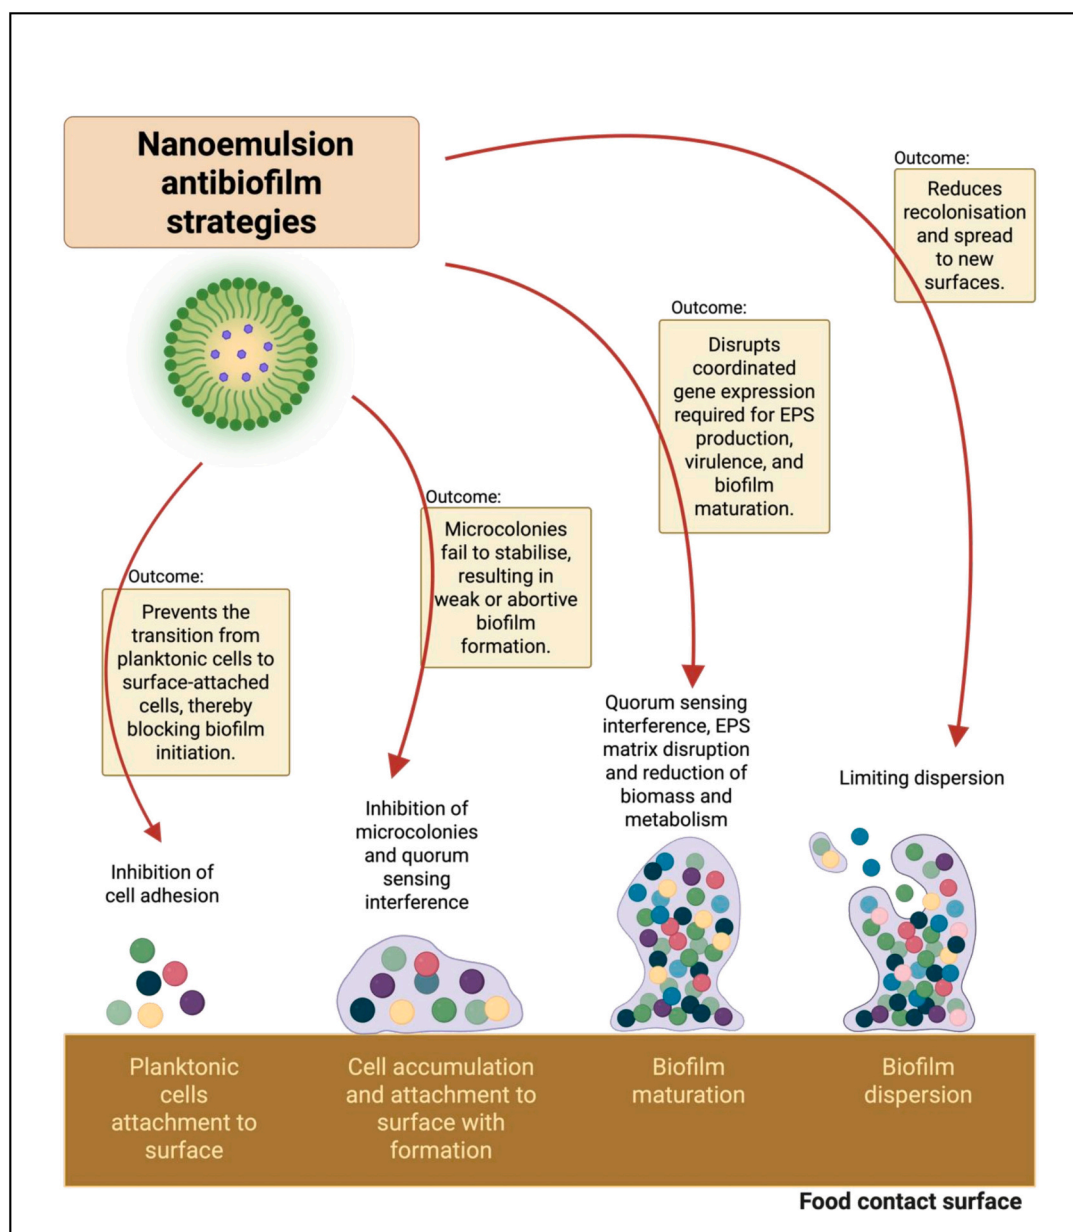 Nanoemulsion
antibiofilm
strategies
Outcome:
Prevents the
transition from
planktonic cells to
surface-attached
cells, thereby
blocking biofilm
initiation.
Inhibition of
cell adhesion
Outcome:
Microcolonies
fail to stabilise,
resulting in
weak or abortive
biofilm
formation.
Inhibition of
microcolonies
and quorum
sensing
interference
Outcome:
Disrupts
coordinated
gene expression
required for EPS
production,
virulence, and
biofilm
maturation.
Quorum sensing
interference, EPS
matrix disruption
and reduction of
biomass and
metabolism
Outcome:
Reduces
recolonisation
and spread
to new
surfaces.
Limiting dispersion
Planktonic
cells
attachment to
surface
Cell accumulation
and attachment to
surface with
formation
Biofilm
maturation
Biofilm
dispersion
Food contact surface